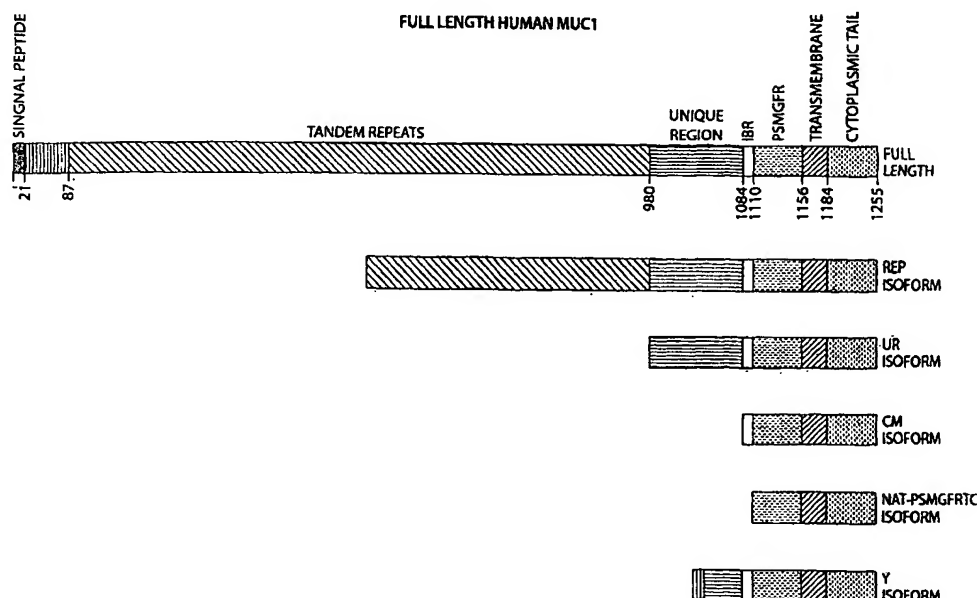 FULL LENGTH HUMAN MUC1
SINGNAL PEPTIDE
TANDEM REPEATS
UNIQUE
REGION
IBR
PSMGFR
TRANSMEMBRANE
CYTOPLASMIC TAIL
FULL
LENGTH
21
87
980
1084
1110
1156
1184
1255
REP
ISOFORM
UR
ISOFORM
CM
ISOFORM
NAT-PSMGFRTC
ISOFORM
Y
ISOFORM